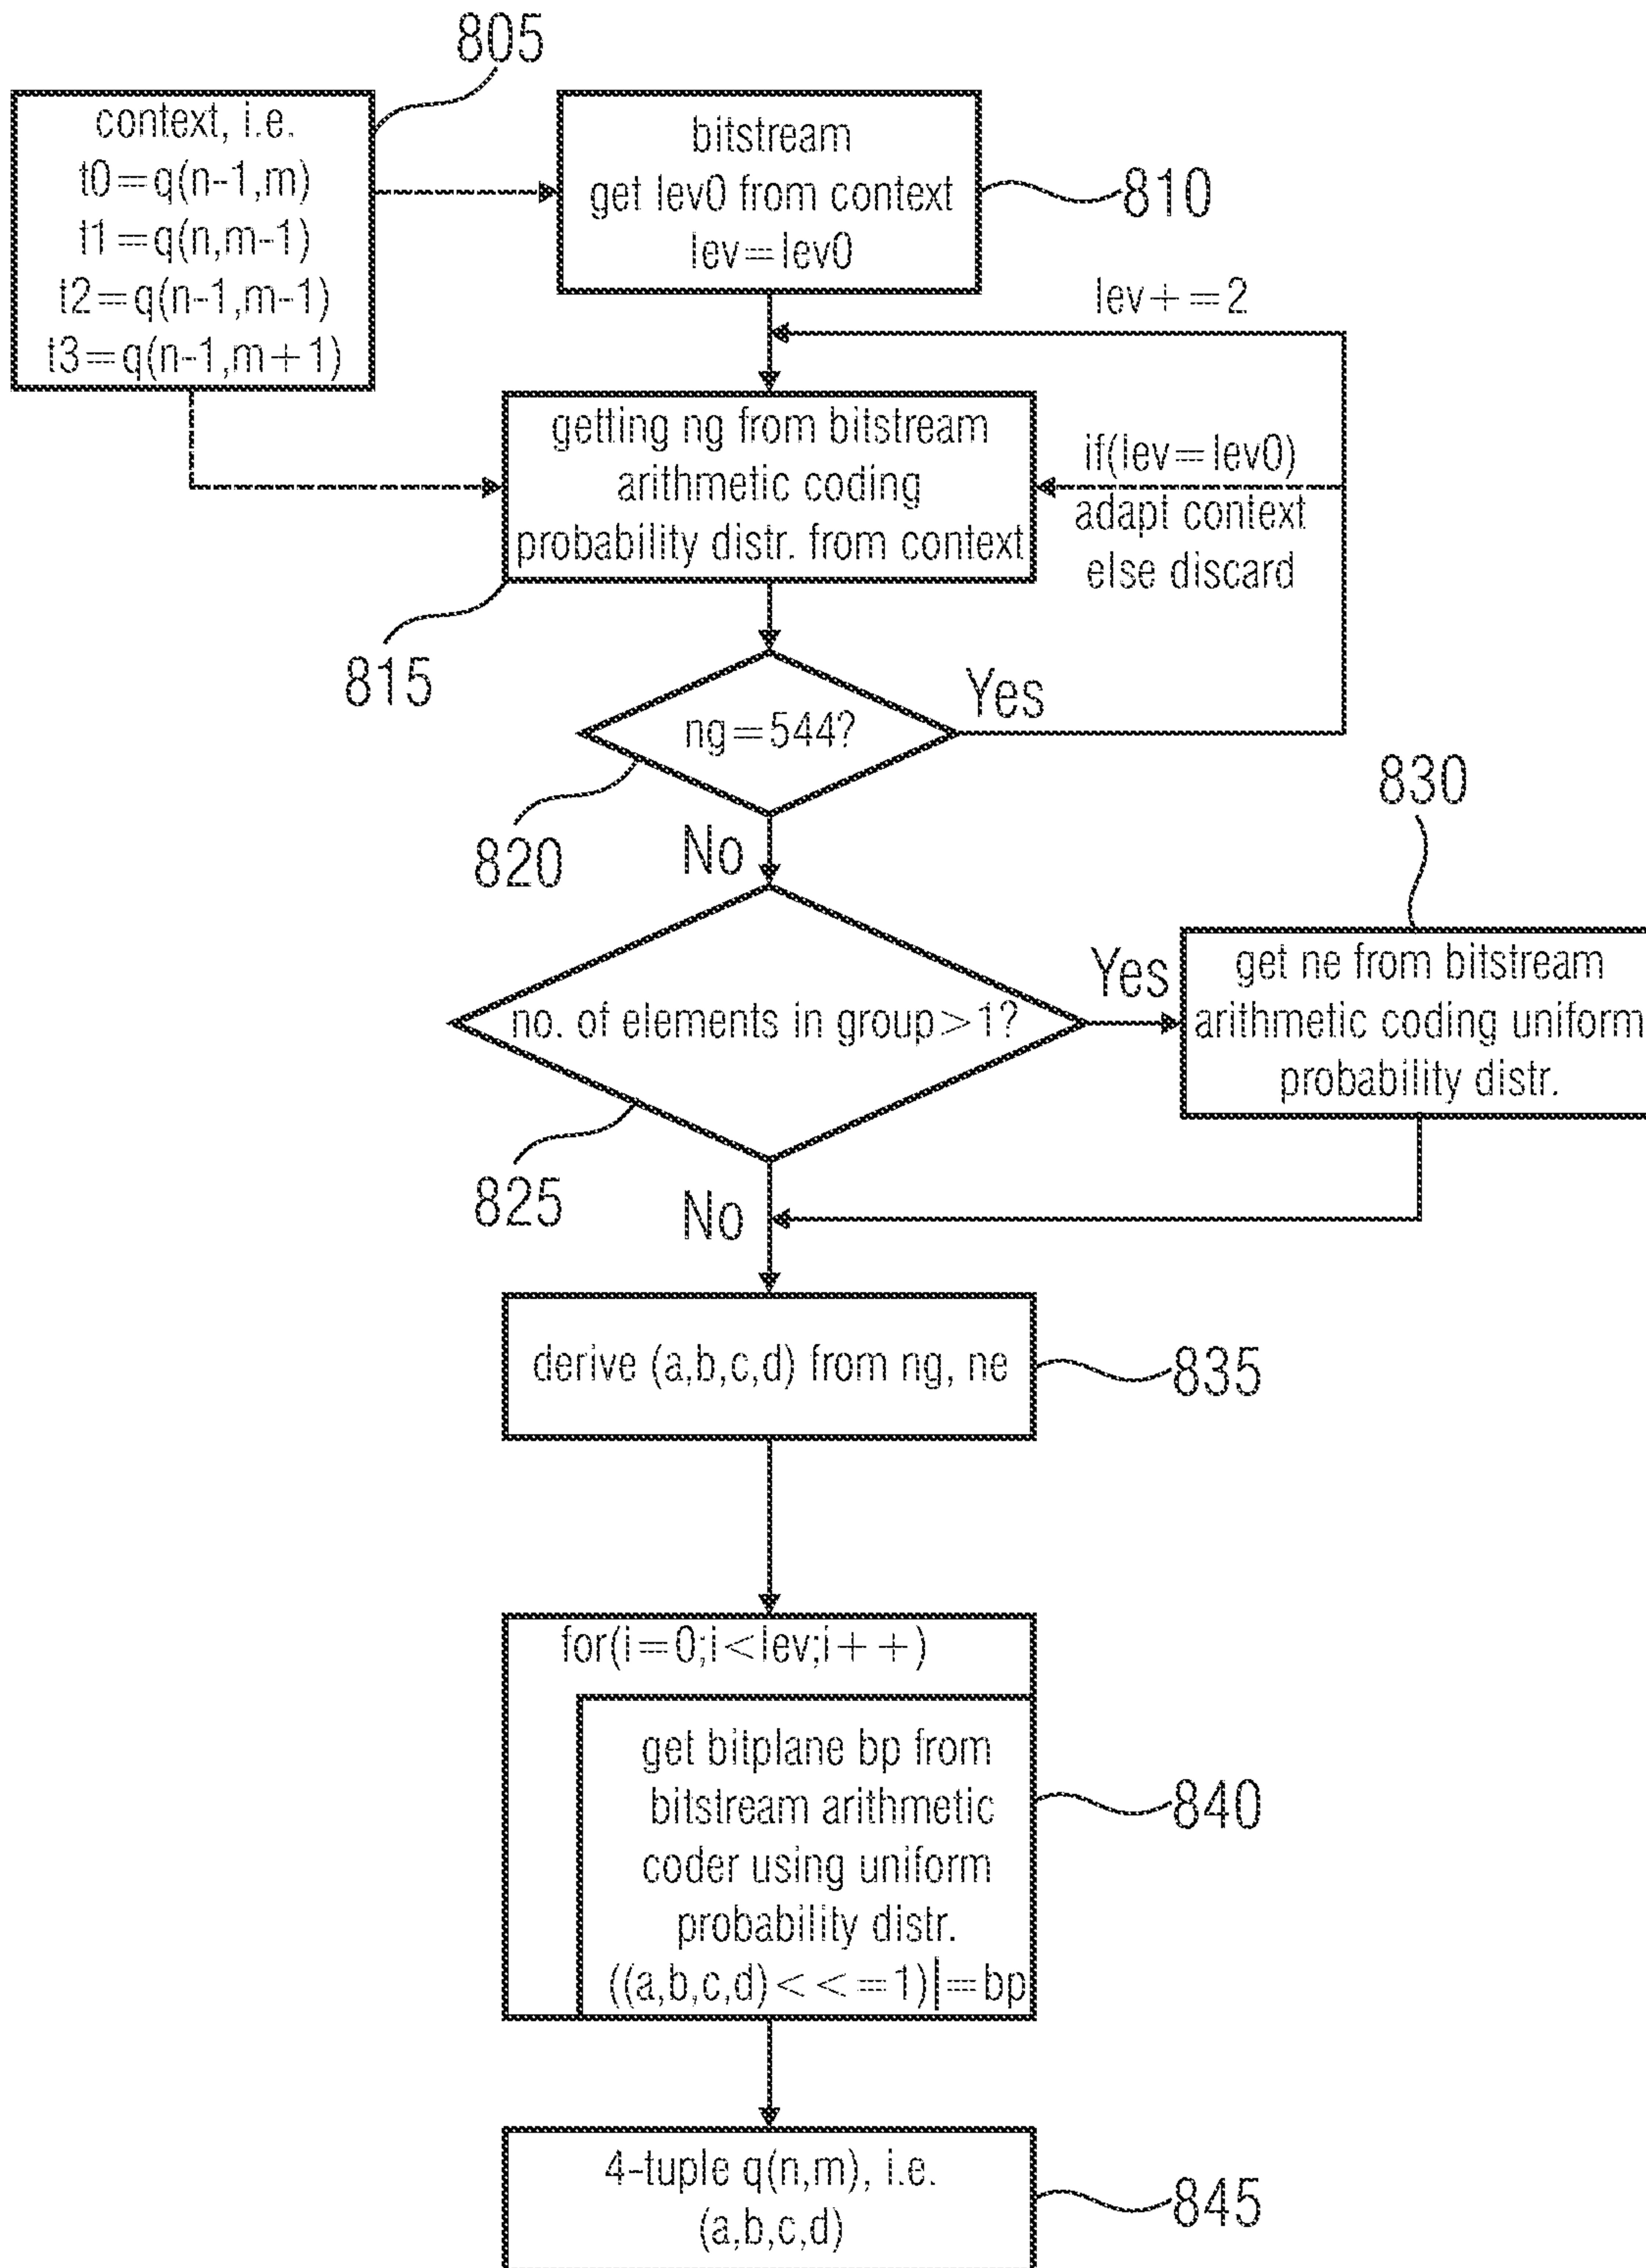 805
context, i.e.
t0=q(n-1,m)
t1=q(n,m-1)
t2=q(n-1,m-1)
t3=q(n-1,m+1)
bitstream
get lev0 from context
lev=lev0
810
lev+=2
getting ng from bitstream
arithmetic coding
probability distr. from context
if(lev=lev0)
adapt context
else discard
815
ng=544?
Yes
820
No
830
no. of elements in group>1?
Yes
get ne from bitstream
arithmetic coding uniform
probability distr.
825
No
derive (a,b,c,d) from ng, ne
835
for(i=0;i<lev;i++)
get bitplane bp from
bitstream arithmetic
coder using uniform
probability distr.
((a,b,c,d)<<=1)|=bp
840
4-tuple q(n,m), i.e.
(a,b,c,d)
845